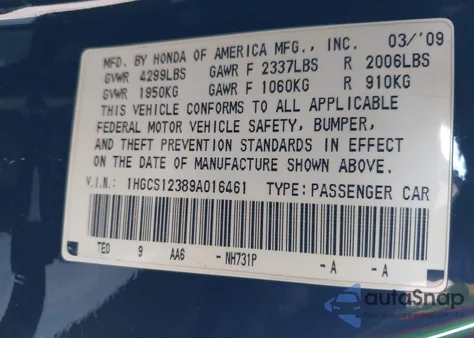 MFD. BY HONDA OF AMERICA MFG., INC. 03/'09
GVWR 4299LBS GAWR F 2337LBS R 2006LBS
GVWR 1950KG GAWR F 1060KG R 910KG
THIS VEHICLE CONFORMS TO ALL APPLICABLE
FEDERAL MOTOR VEHICLE SAFETY, BUMPER,
AND THEFT PREVENTION STANDARDS IN EFFECT
ON THE DATE OF MANUFACTURE SHOWN ABOVE.
V.I.N.: 1HGCS12389A016461 TYPE: PASSENGER CAR
TE0 9 AA6 - NH731P -A -A
autoSnap